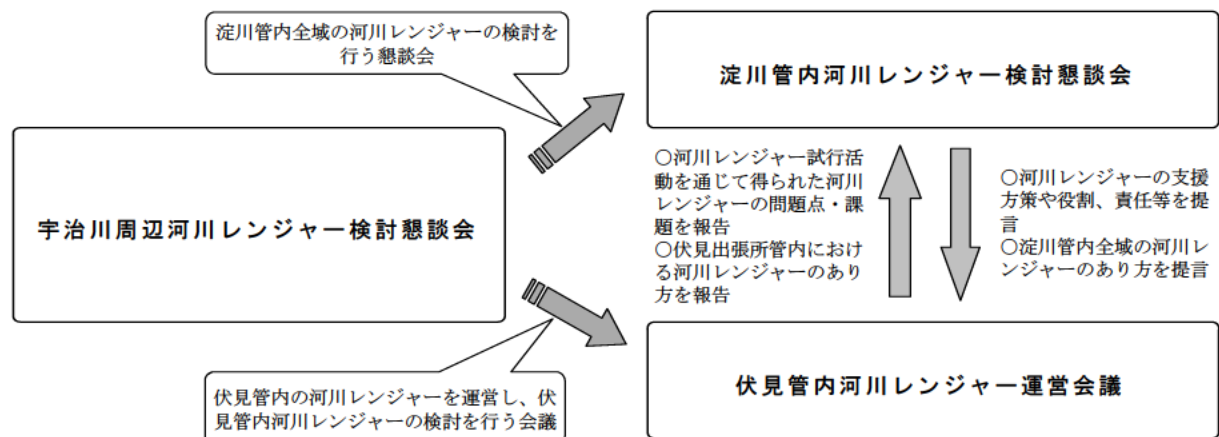 淀川管内全域の河川レンジャーの検討を
行う懇談会
淀川管内河川レンジャー検討懇談会
宇治川周辺河川レンジャー検討懇談会
○河川レンジャー試行活
動を通じて得られた河川
レンジャーの問題点・課
題を報告
○伏見出張所管内におけ
る河川レンジャーのあり
方を報告
○河川レンジャーの支援
方策や役割、責任等を提
言
○淀川管内全域の河川レ
ンジャーのあり方を提言
伏見管内の河川レンジャーを運営し、伏
見管内河川レンジャーの検討を行う会議
伏見管内河川レンジャー運営会議